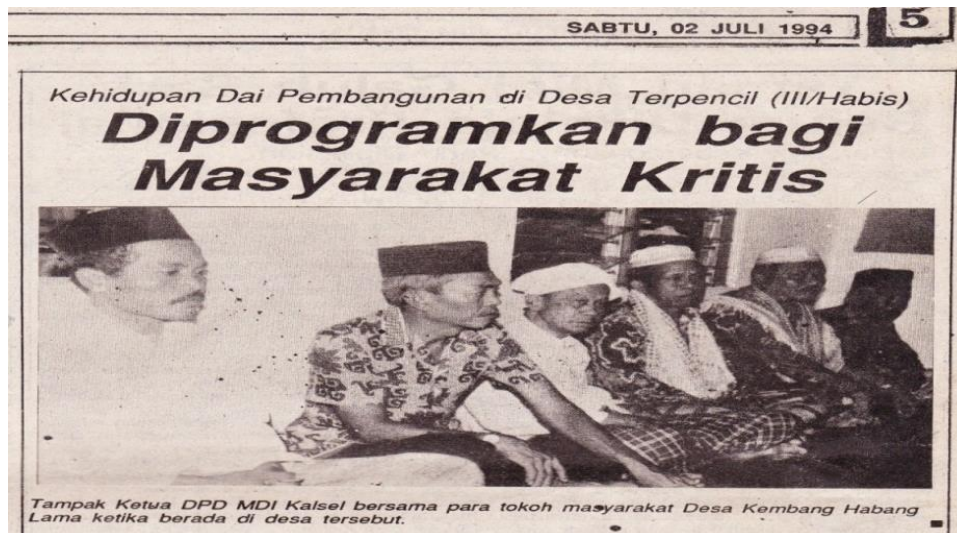 SABTU, 02 JULI 1994
5
Kehidupan Dai Pembangunan di Desa Terpencil (III/Habis)
Diprogramkan bagi
Masyarakat Kritis
Tampak Ketua DPD MDI Kalsel bersama para tokoh masyarakat Desa Kembang Habang
Lama ketika berada di desa tersebut.